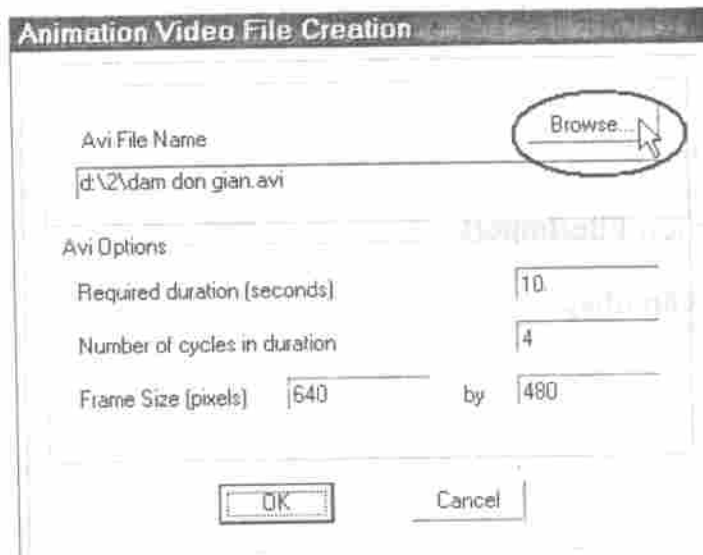 Animation Video File Creation
Browse...
Avi File Name
d:\2\dam don gian.avi
Avi Options
Required duration (seconds)
10.
Number of cycles in duration
4
Frame Size (pixels) 640 by 480
OK Cancel